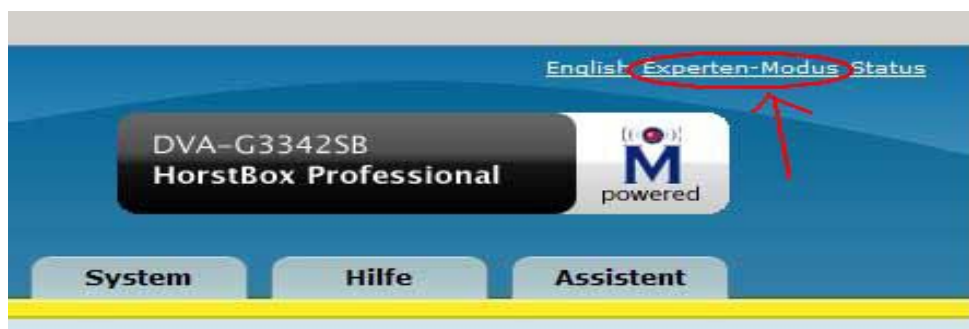 English Experten-Modus Status
DVA-G3342SB
HorstBox Professional
M
powered
System Hilfe Assistent